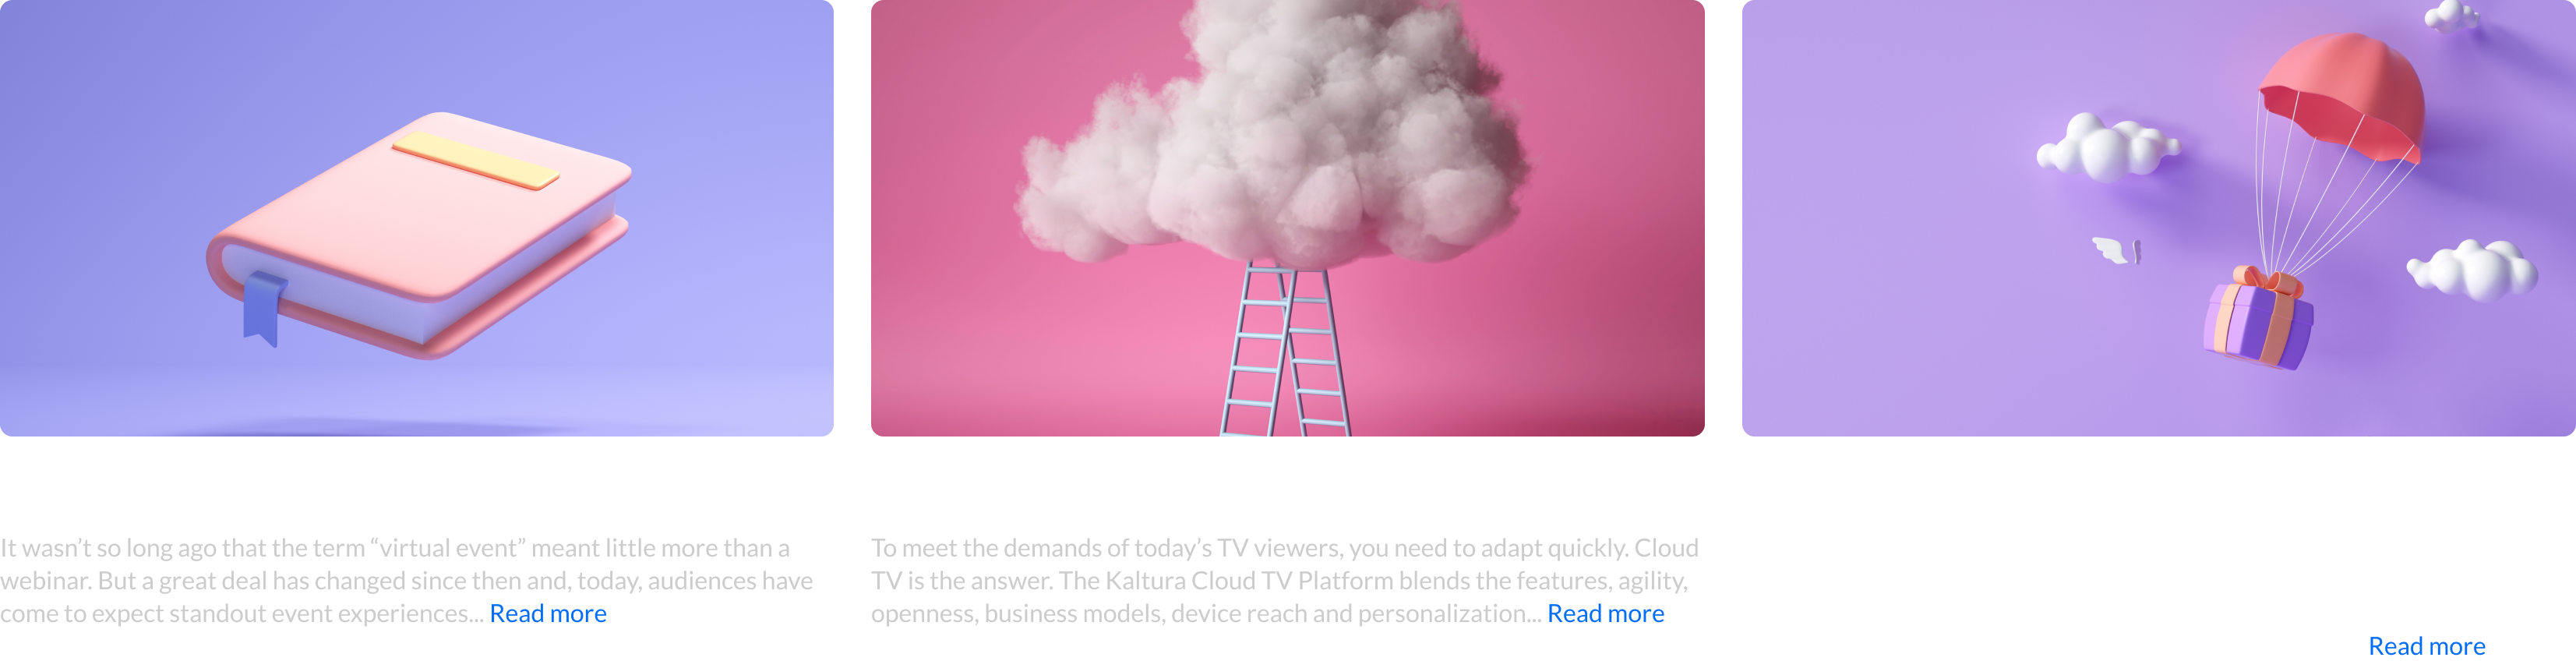 It wasn’t so long ago that the term “virtual event” meant little more than a
webinar. But a great deal has changed since then and, today, audiences have
come to expect standout event experiences... Read more
To meet the demands of today’s TV viewers, you need to adapt quickly. Cloud
TV is the answer. The Kaltura Cloud TV Platform blends the features, agility,
openness, business models, device reach and personalization... Read more
Read more